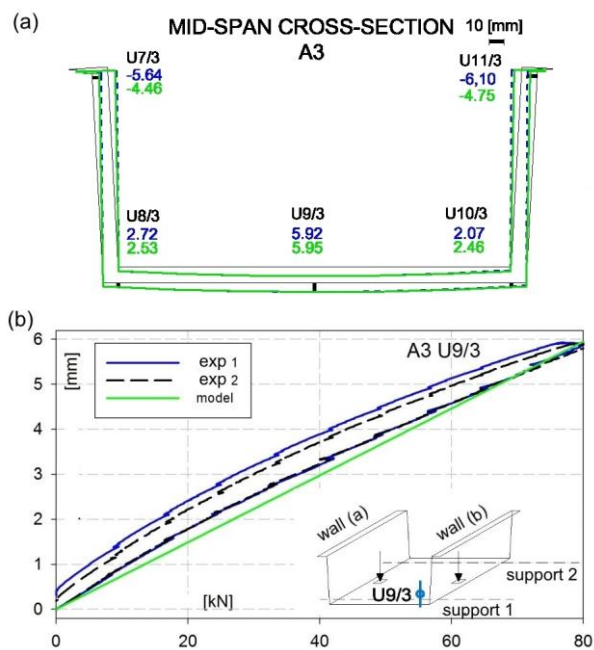 (a)
MID-SPAN CROSS-SECTION 10 [mm]
A3
U7/3 U11/3
-5.64 -6,10
-4.46 -4.75
U8/3 U9/3 U10/3
2.72 5.92 2.07
2.53 5.95 2.46
(b)
6
[mm]
5
4
3
2
1
0
exp 1
exp 2
model
A3 U9/3
wall (a)
wall (b)
support 2
U9/3
support 1
[kN]
0 20 40 60 80